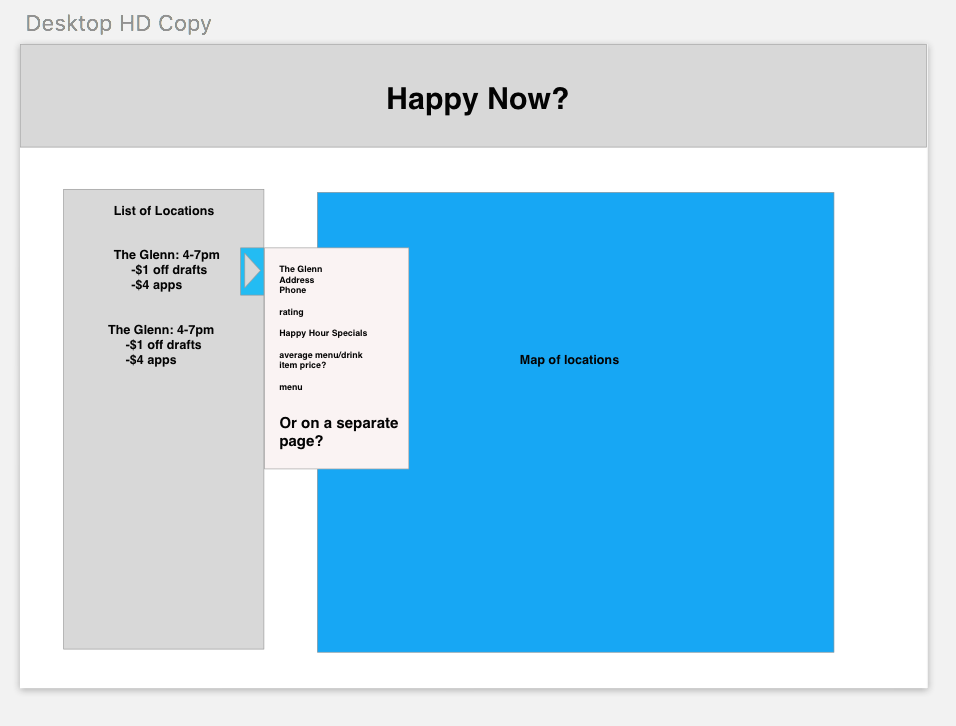 Desktop HD Copy
Happy Now?
List of Locations
The Glenn: 4-7pm
-$1 off drafts
-$4 apps
The Glenn: 4-7pm
-$1 off drafts
-$4 apps
The Glenn
Address
Phone
rating
Happy Hour Specials
average menu/drink
item price?
menu
Or on a separate
page?
Map of locations